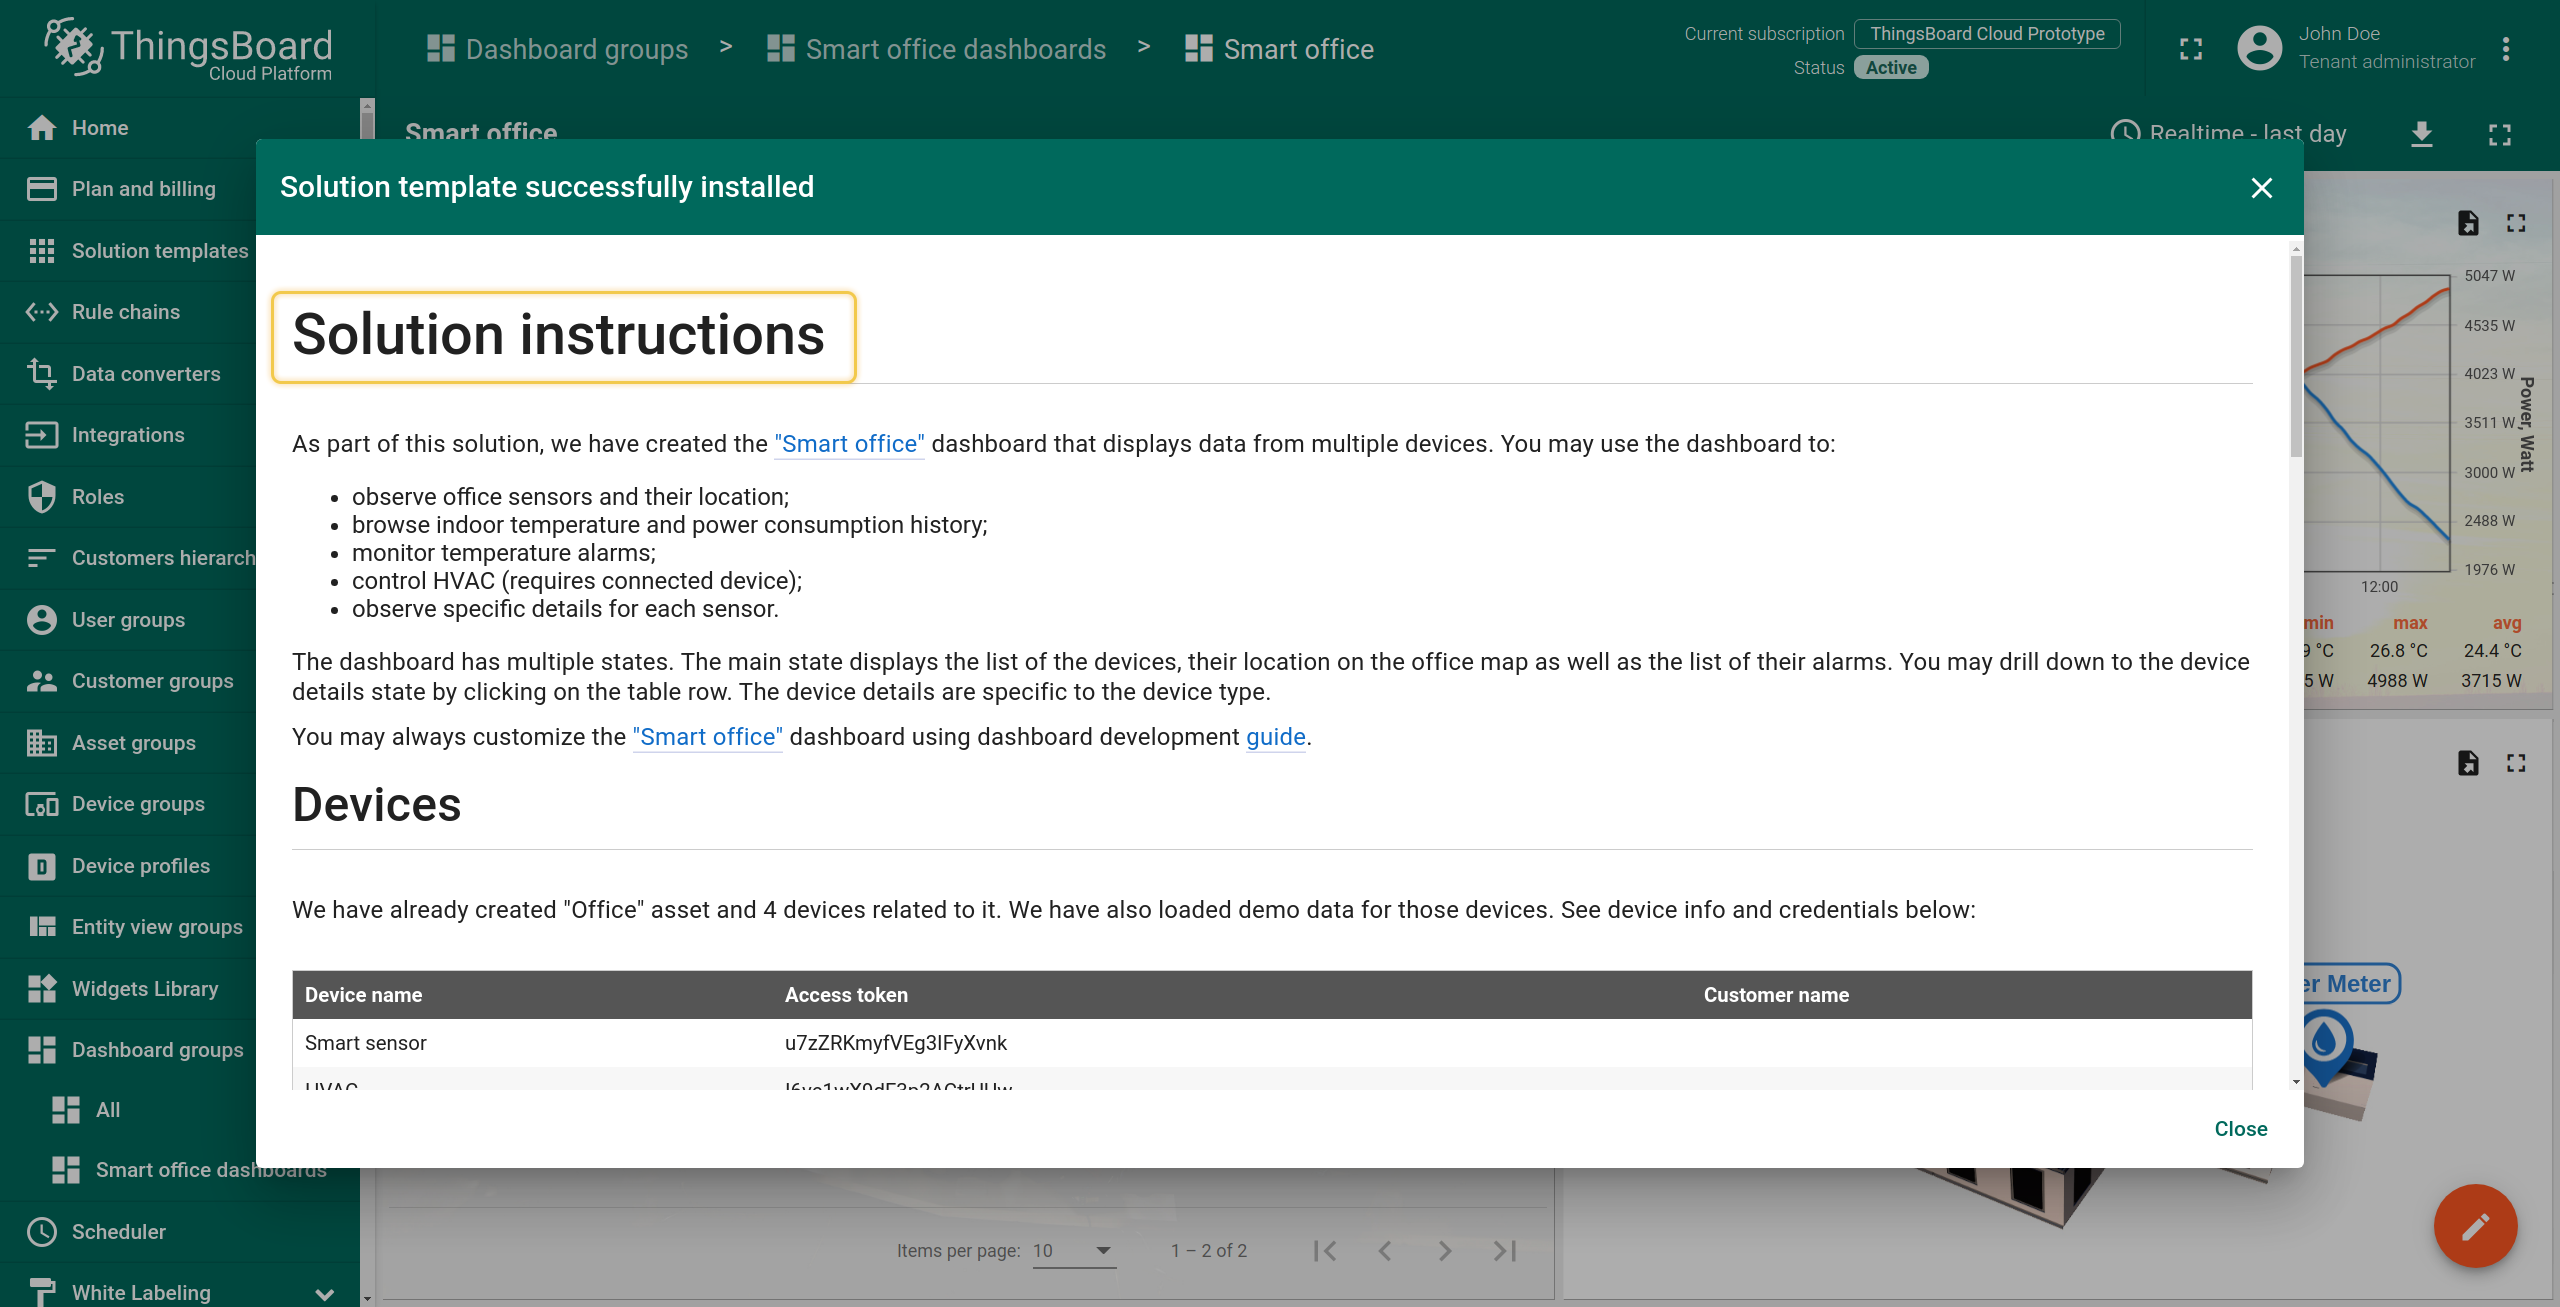 ThingsBoard
Cloud Platform
Dashboard groups > Smart office dashboards > Smart office
Current subscription ThingsBoard Cloud Prototype
Status Active
John Doe
Tenant administrator
Home
Plan and billing
Solution templates
Rule chains
Data converters
Integrations
Roles
Customers hierarch
User groups
Customer groups
Asset groups
Device groups
Device profiles
Entity view groups
Widgets Library
Dashboard groups
All
Smart office dashboards
Scheduler
White Labeling
Smart office
Realtime - last day
Solution template successfully installed
Solution instructions
As part of this solution, we have created the "Smart office" dashboard that displays data from multiple devices. You may use the dashboard to:
• observe office sensors and their location;
• browse indoor temperature and power consumption history;
• monitor temperature alarms;
• control HVAC (requires connected device);
• observe specific details for each sensor.
The dashboard has multiple states. The main state displays the list of the devices, their location on the office map as well as the list of their alarms. You may drill down to the device
details state by clicking on the table row. The device details are specific to the device type.
You may always customize the "Smart office" dashboard using dashboard development guide.
Devices
We have already created "Office" asset and 4 devices related to it. We have also loaded demo data for those devices. See device info and credentials below:
Device name Access token Customer name
Smart sensor u7zZRKmyfVEg3IFyXvnk
HVAC
Close
5047 W
4535 W
4023 W
3511 W
3000 W
2488 W
1976 W
Power, Watt
12:00
min max avg
9 °C 26.8 °C 24.4 °C
5 W 4988 W 3715 W
er Meter
Items per page: 10 1 – 2 of 2